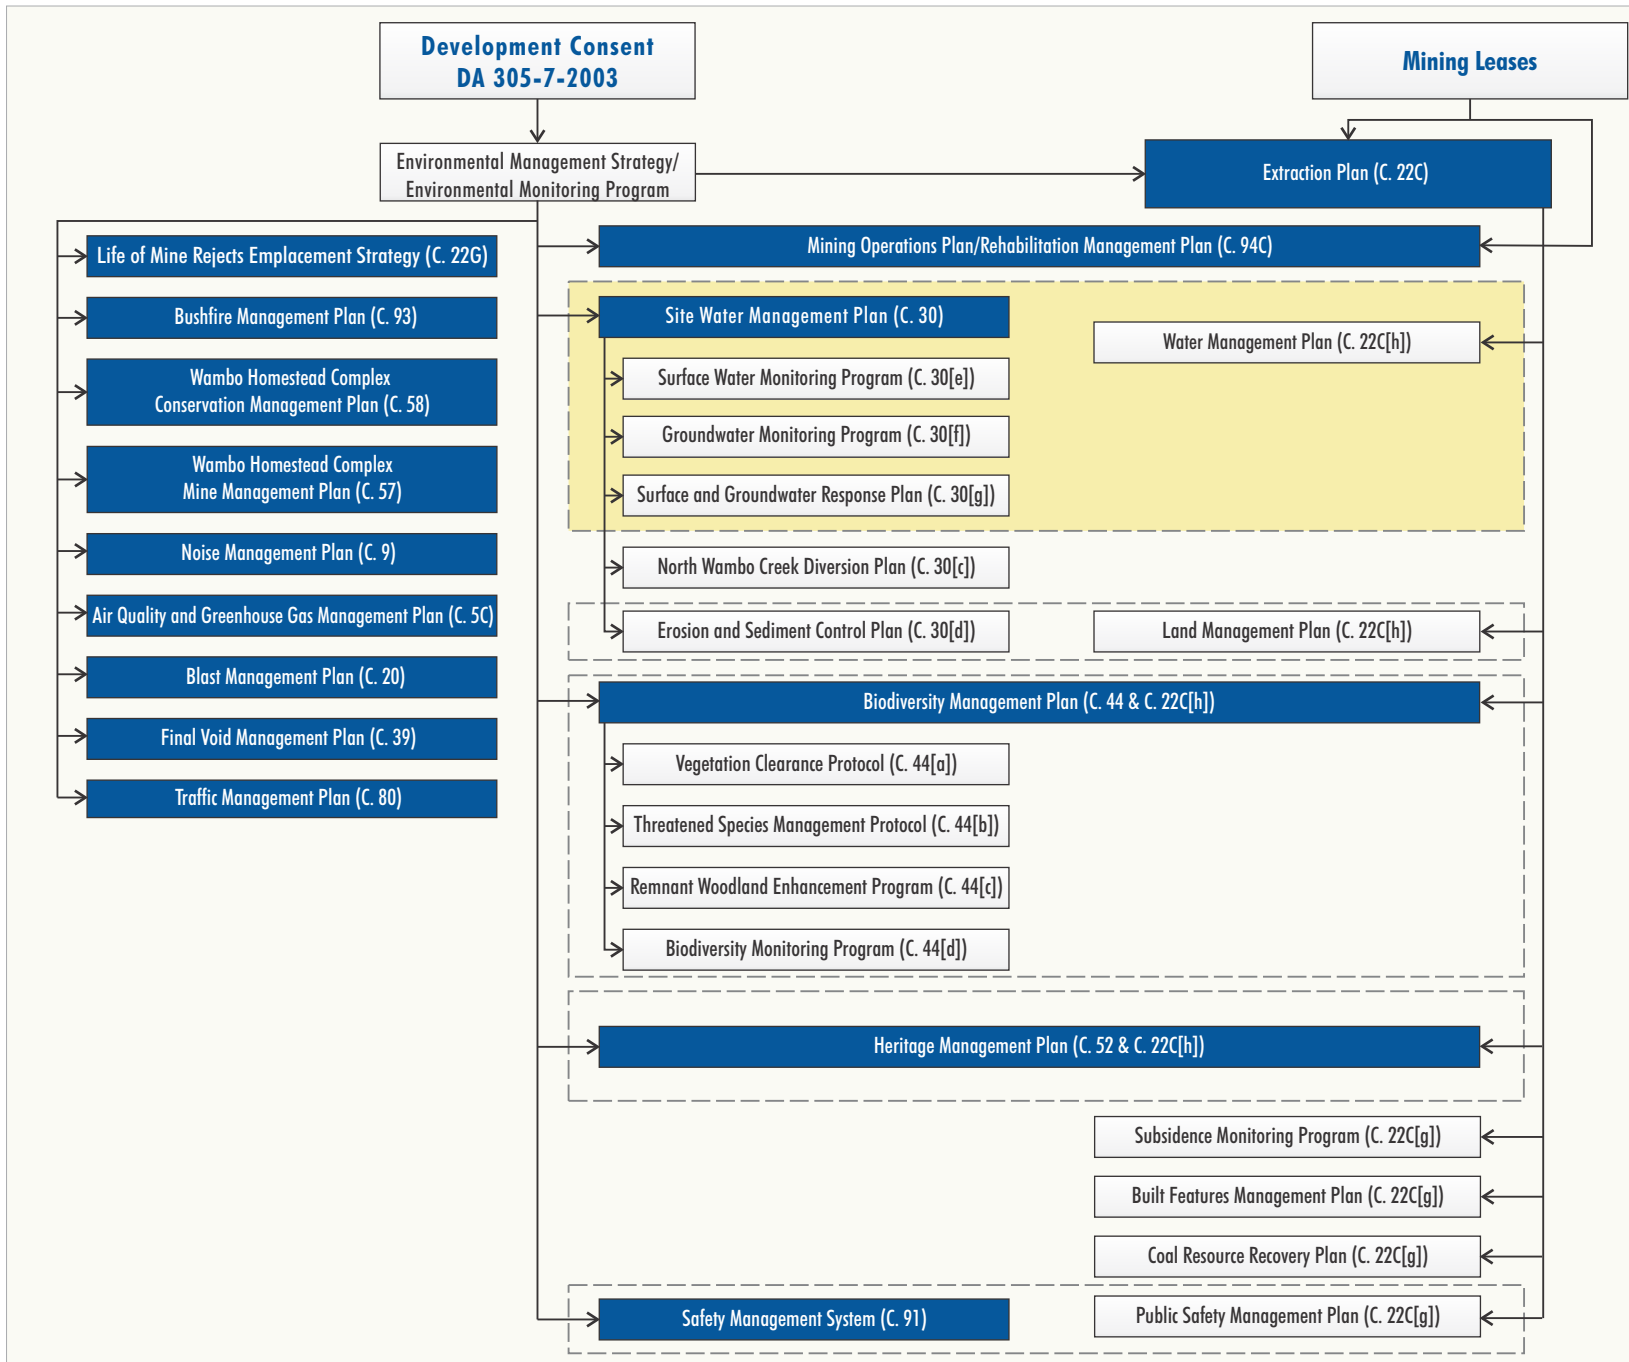 Development Consent
DA 305-7-2003
Mining Leases
Environmental Management Strategy/
Environmental Monitoring Program
Extraction Plan (C. 22C)
Life of Mine Rejects Emplacement Strategy (C. 22G)
Bushfire Management Plan (C. 93)
Wambo Homestead Complex
Conservation Management Plan (C. 58)
Wambo Homestead Complex
Mine Management Plan (C. 57)
Noise Management Plan (C. 9)
Air Quality and Greenhouse Gas Management Plan (C. 5C)
Blast Management Plan (C. 20)
Final Void Management Plan (C. 39)
Traffic Management Plan (C. 80)
Mining Operations Plan/Rehabilitation Management Plan (C. 94C)
Site Water Management Plan (C. 30)
Water Management Plan (C. 22C[h])
Surface Water Monitoring Program (C. 30[e])
Groundwater Monitoring Program (C. 30[f])
Surface and Groundwater Response Plan (C. 30[g])
North Wambo Creek Diversion Plan (C. 30[c])
Erosion and Sediment Control Plan (C. 30[d])
Land Management Plan (C. 22C[h])
Biodiversity Management Plan (C. 44 & C. 22C[h])
Vegetation Clearance Protocol (C. 44[a])
Threatened Species Management Protocol (C. 44[b])
Remnant Woodland Enhancement Program (C. 44[c])
Biodiversity Monitoring Program (C. 44[d])
Heritage Management Plan (C. 52 & C. 22C[h])
Subsidence Monitoring Program (C. 22C[g])
Built Features Management Plan (C. 22C[g])
Coal Resource Recovery Plan (C. 22C[g])
Safety Management System (C. 91)
Public Safety Management Plan (C. 22C[g])